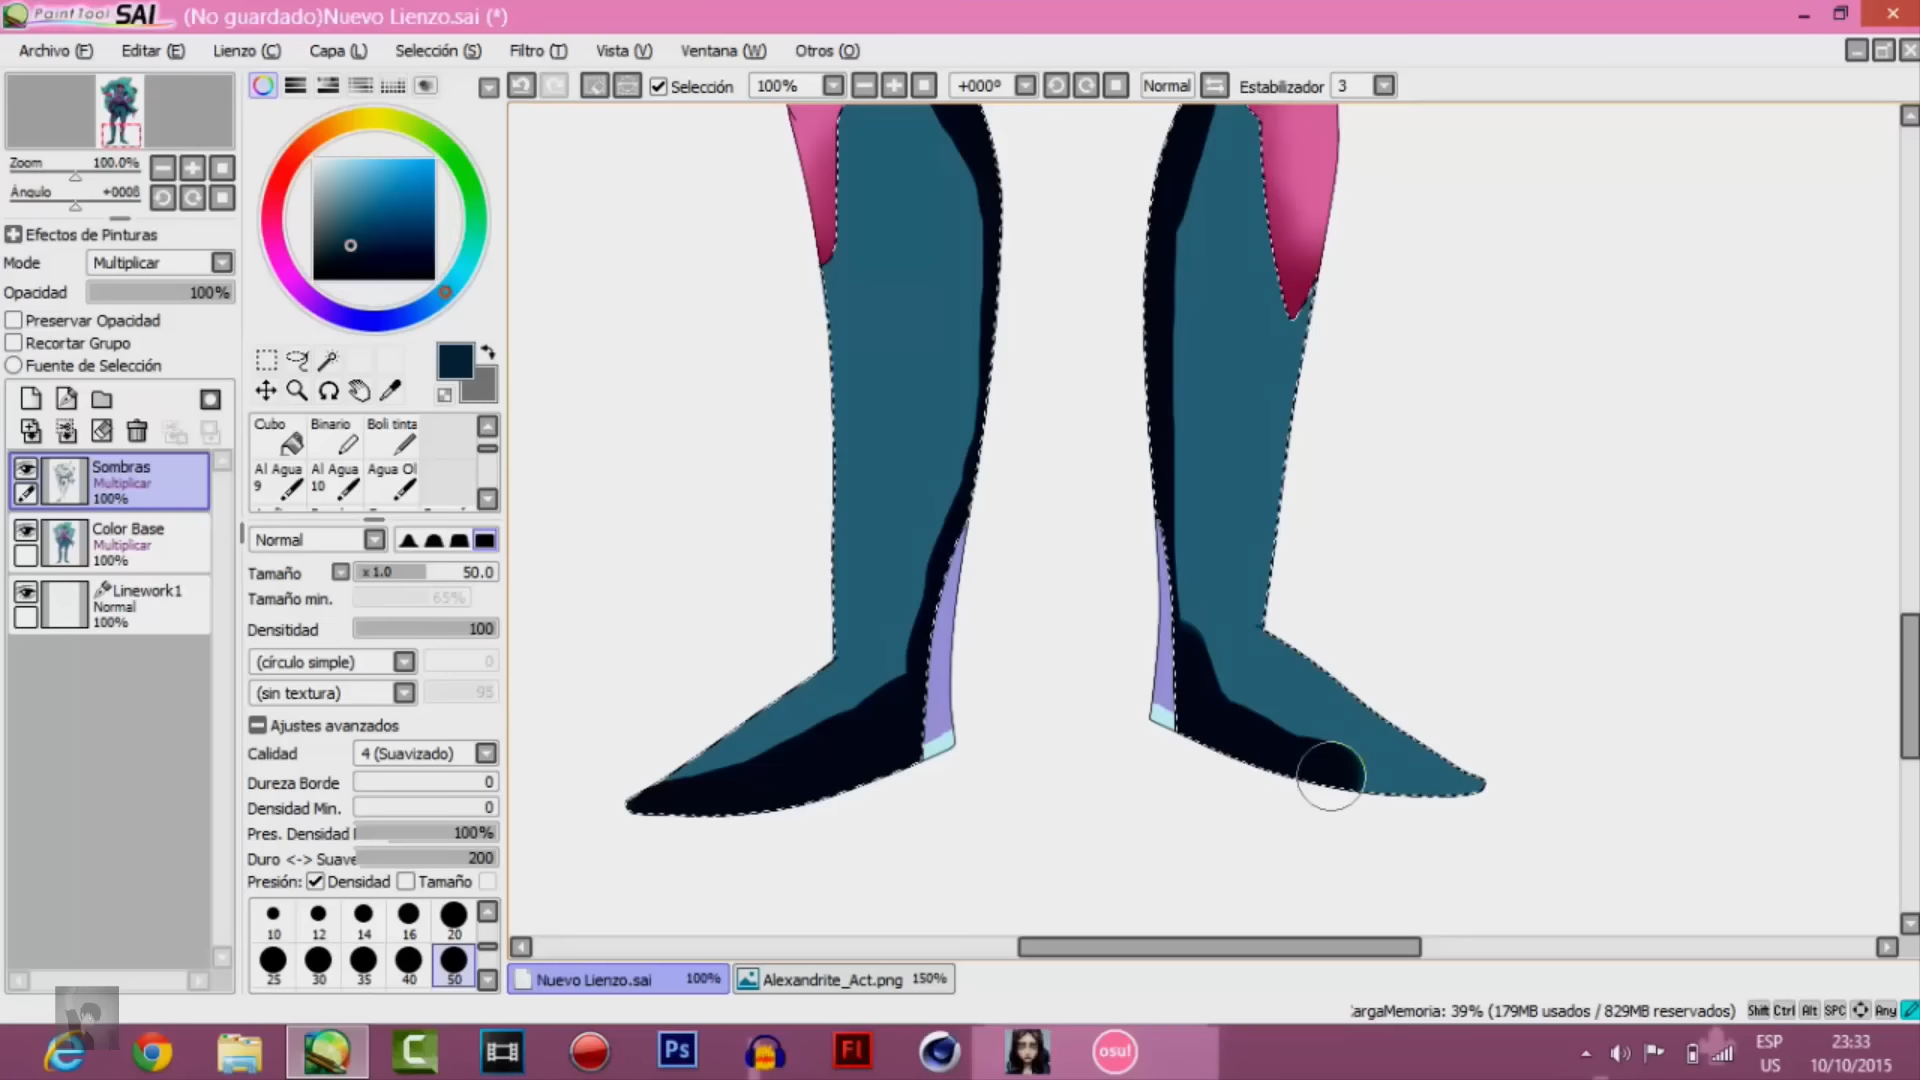 PaintTool SAI (No guardado)Nuevo Lienzo.sai (*)
Archivo (F) Editar (E) Lienzo (C) Capa (L) Selección (S) Filtro (T) Vista (V) Ventana (W) Otros (O)
Selección 100% +000º Normal Estabilizador 3
Zoom 100.0%
Ángulo +000ß
Efectos de Pinturas
Mode Multiplicar
Opacidad 100%
Preservar Opacidad
Recortar Grupo
Fuente de Selección
Sombras
Multiplicar
100%
Color Base
Multiplicar
100%
Linework1
Normal
100%
Cubo Binario Boli tinta
Al Agua 9 Al Agua 10 Agua Ol
Normal
Tamaño x 1.0 50.0
Tamaño min. 65%
Densitidad 100
(círculo simple) 0
(sin textura) 95
Ajustes avanzados
Calidad 4 (Suavizado)
Dureza Borde 0
Densidad Min. 0
Pres. Densidad 100%
Duro <-> Suave 200
Presión: Densidad Tamaño
10 12 14 16 20
25 30 35 40 50
Nuevo Lienzo.sai 100% Alexandrite_Act.png 150%
argaMemoria: 39% (179MB usados / 829MB reservados) Shift Ctrl Alt SPC Any
Ps Fl osu!
ESP 23:33
US 10/10/2015